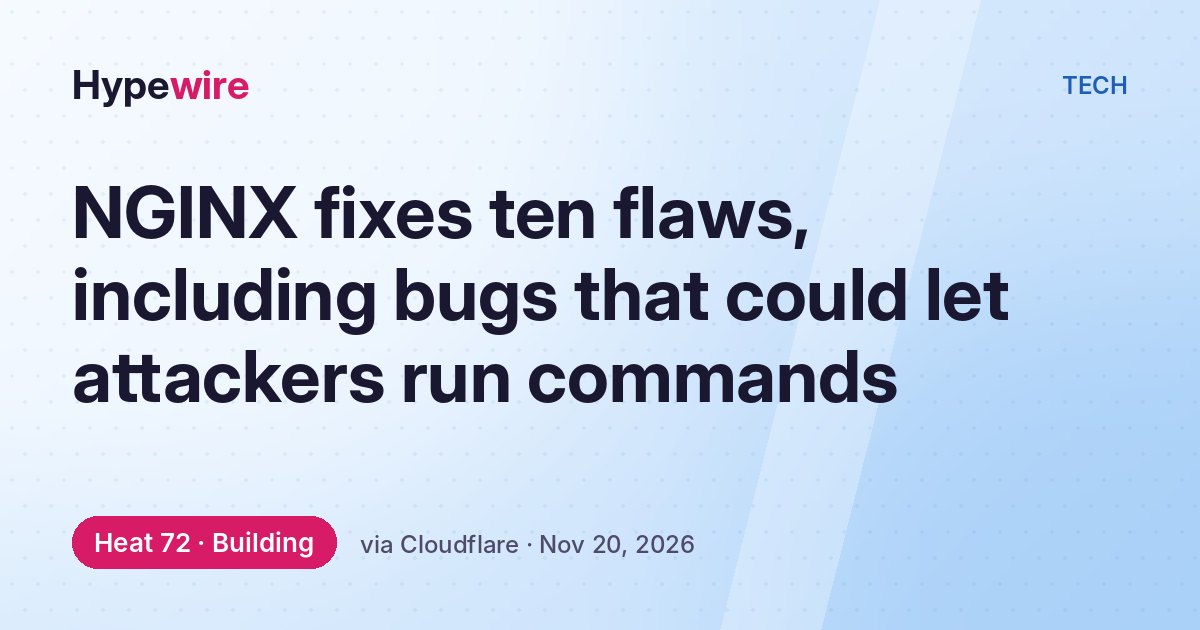 Hypewire
TECH
NGINX fixes ten flaws,
including bugs that could let
attackers run commands
Heat 72 · Building
via Cloudflare · Nov 20, 2026